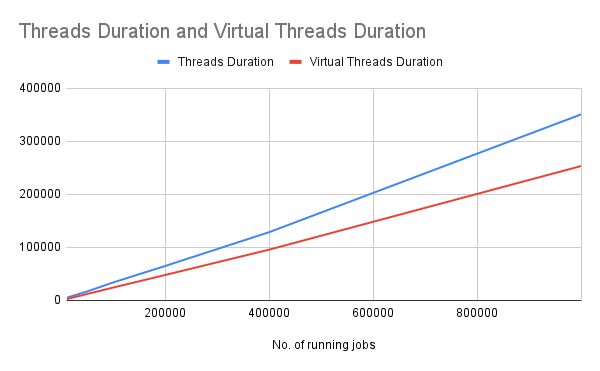 Threads Duration and Virtual Threads Duration
Threads Duration
Virtual Threads Duration
400000
300000
200000
100000
0
200000
400000
600000
800000
No. of running jobs